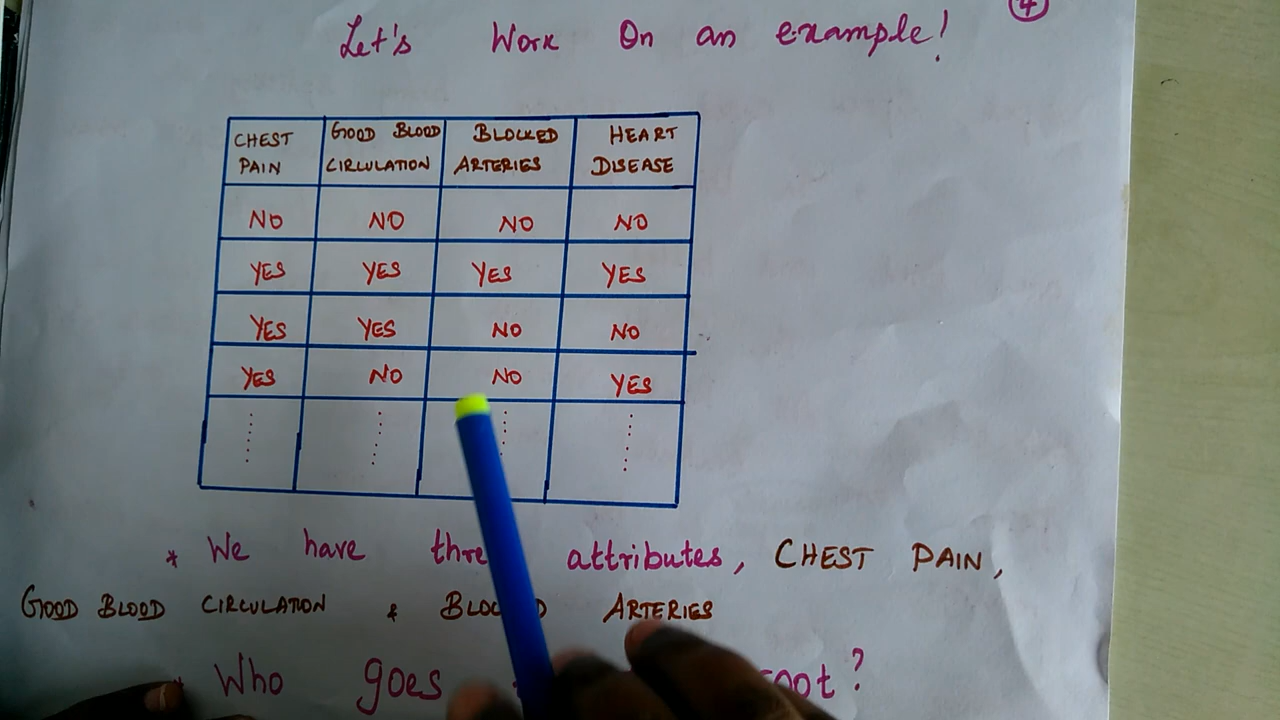 4
Let's Work On an example!
CHEST PAIN GOOD BLOOD CIRCULATION BLOCKED ARTERIES HEART DISEASE
NO NO NO NO
YES YES YES YES
YES YES NO NO
YES NO NO YES
* We have thre attributes, CHEST PAIN,
GOOD BLOOD CIRCULATION & BLOC D ARTERIES
* Who goes oot?